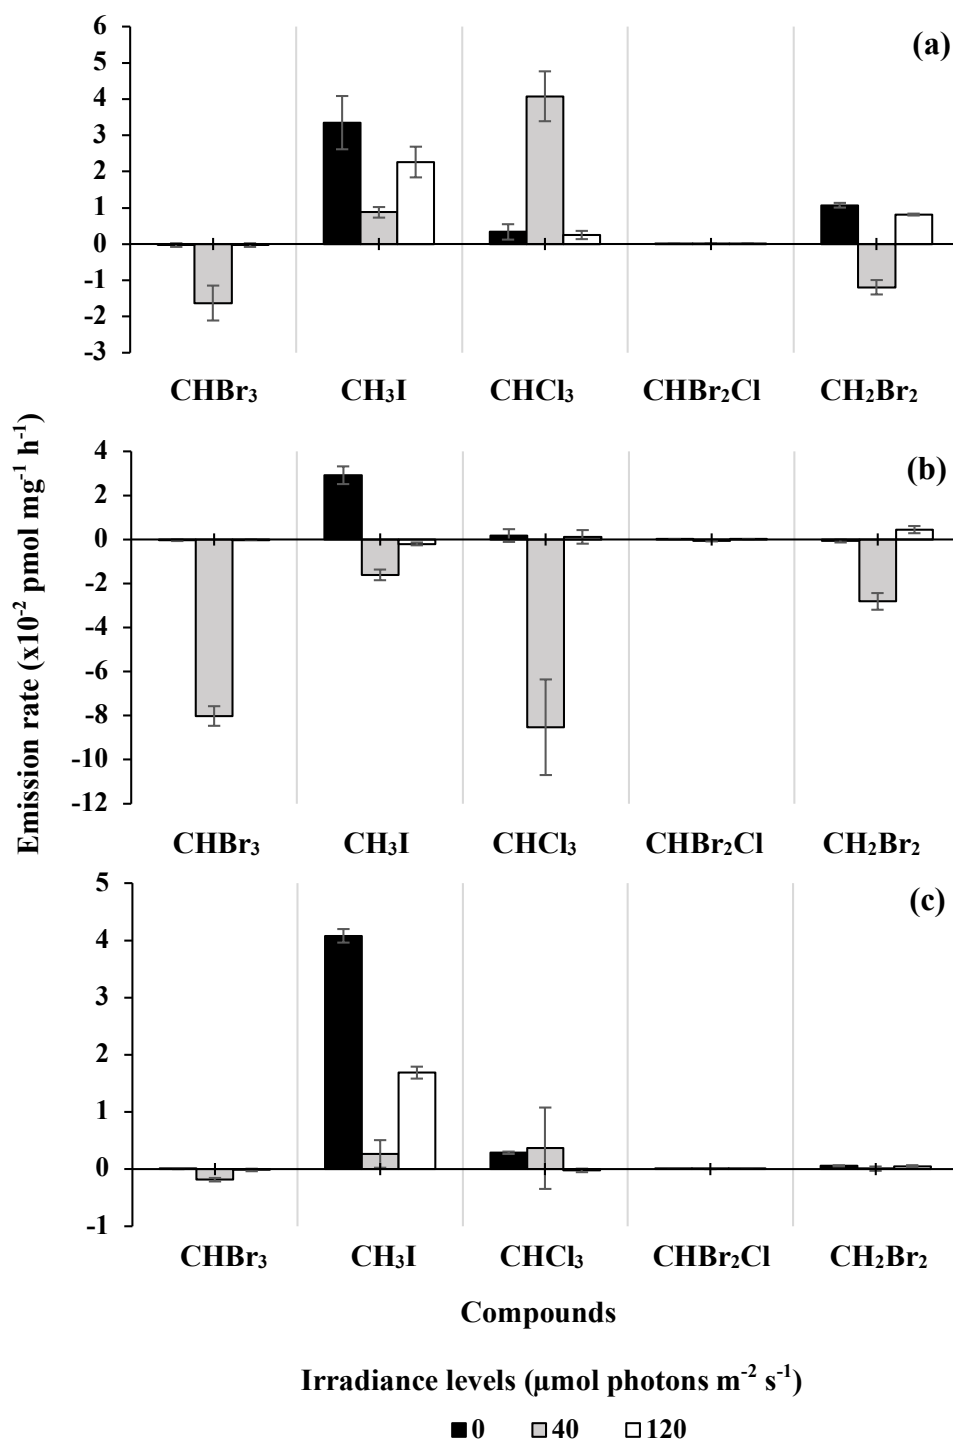 (a)
6
5
4
3
2
1
0
-1
-2
-3
CHBr₃ CH₃I CHCl₃ CHBr₂Cl CH₂Br₂
Emission rate (x10⁻² pmol mg⁻¹ h⁻¹)
(b)
4
2
0
-2
-4
-6
-8
-10
-12
CHBr₃ CH₃I CHCl₃ CHBr₂Cl CH₂Br₂
(c)
5
4
3
2
1
0
-1
CHBr₃ CH₃I CHCl₃ CHBr₂Cl CH₂Br₂
Compounds
Irradiance levels (µmol photons m⁻² s⁻¹)
0 40 120